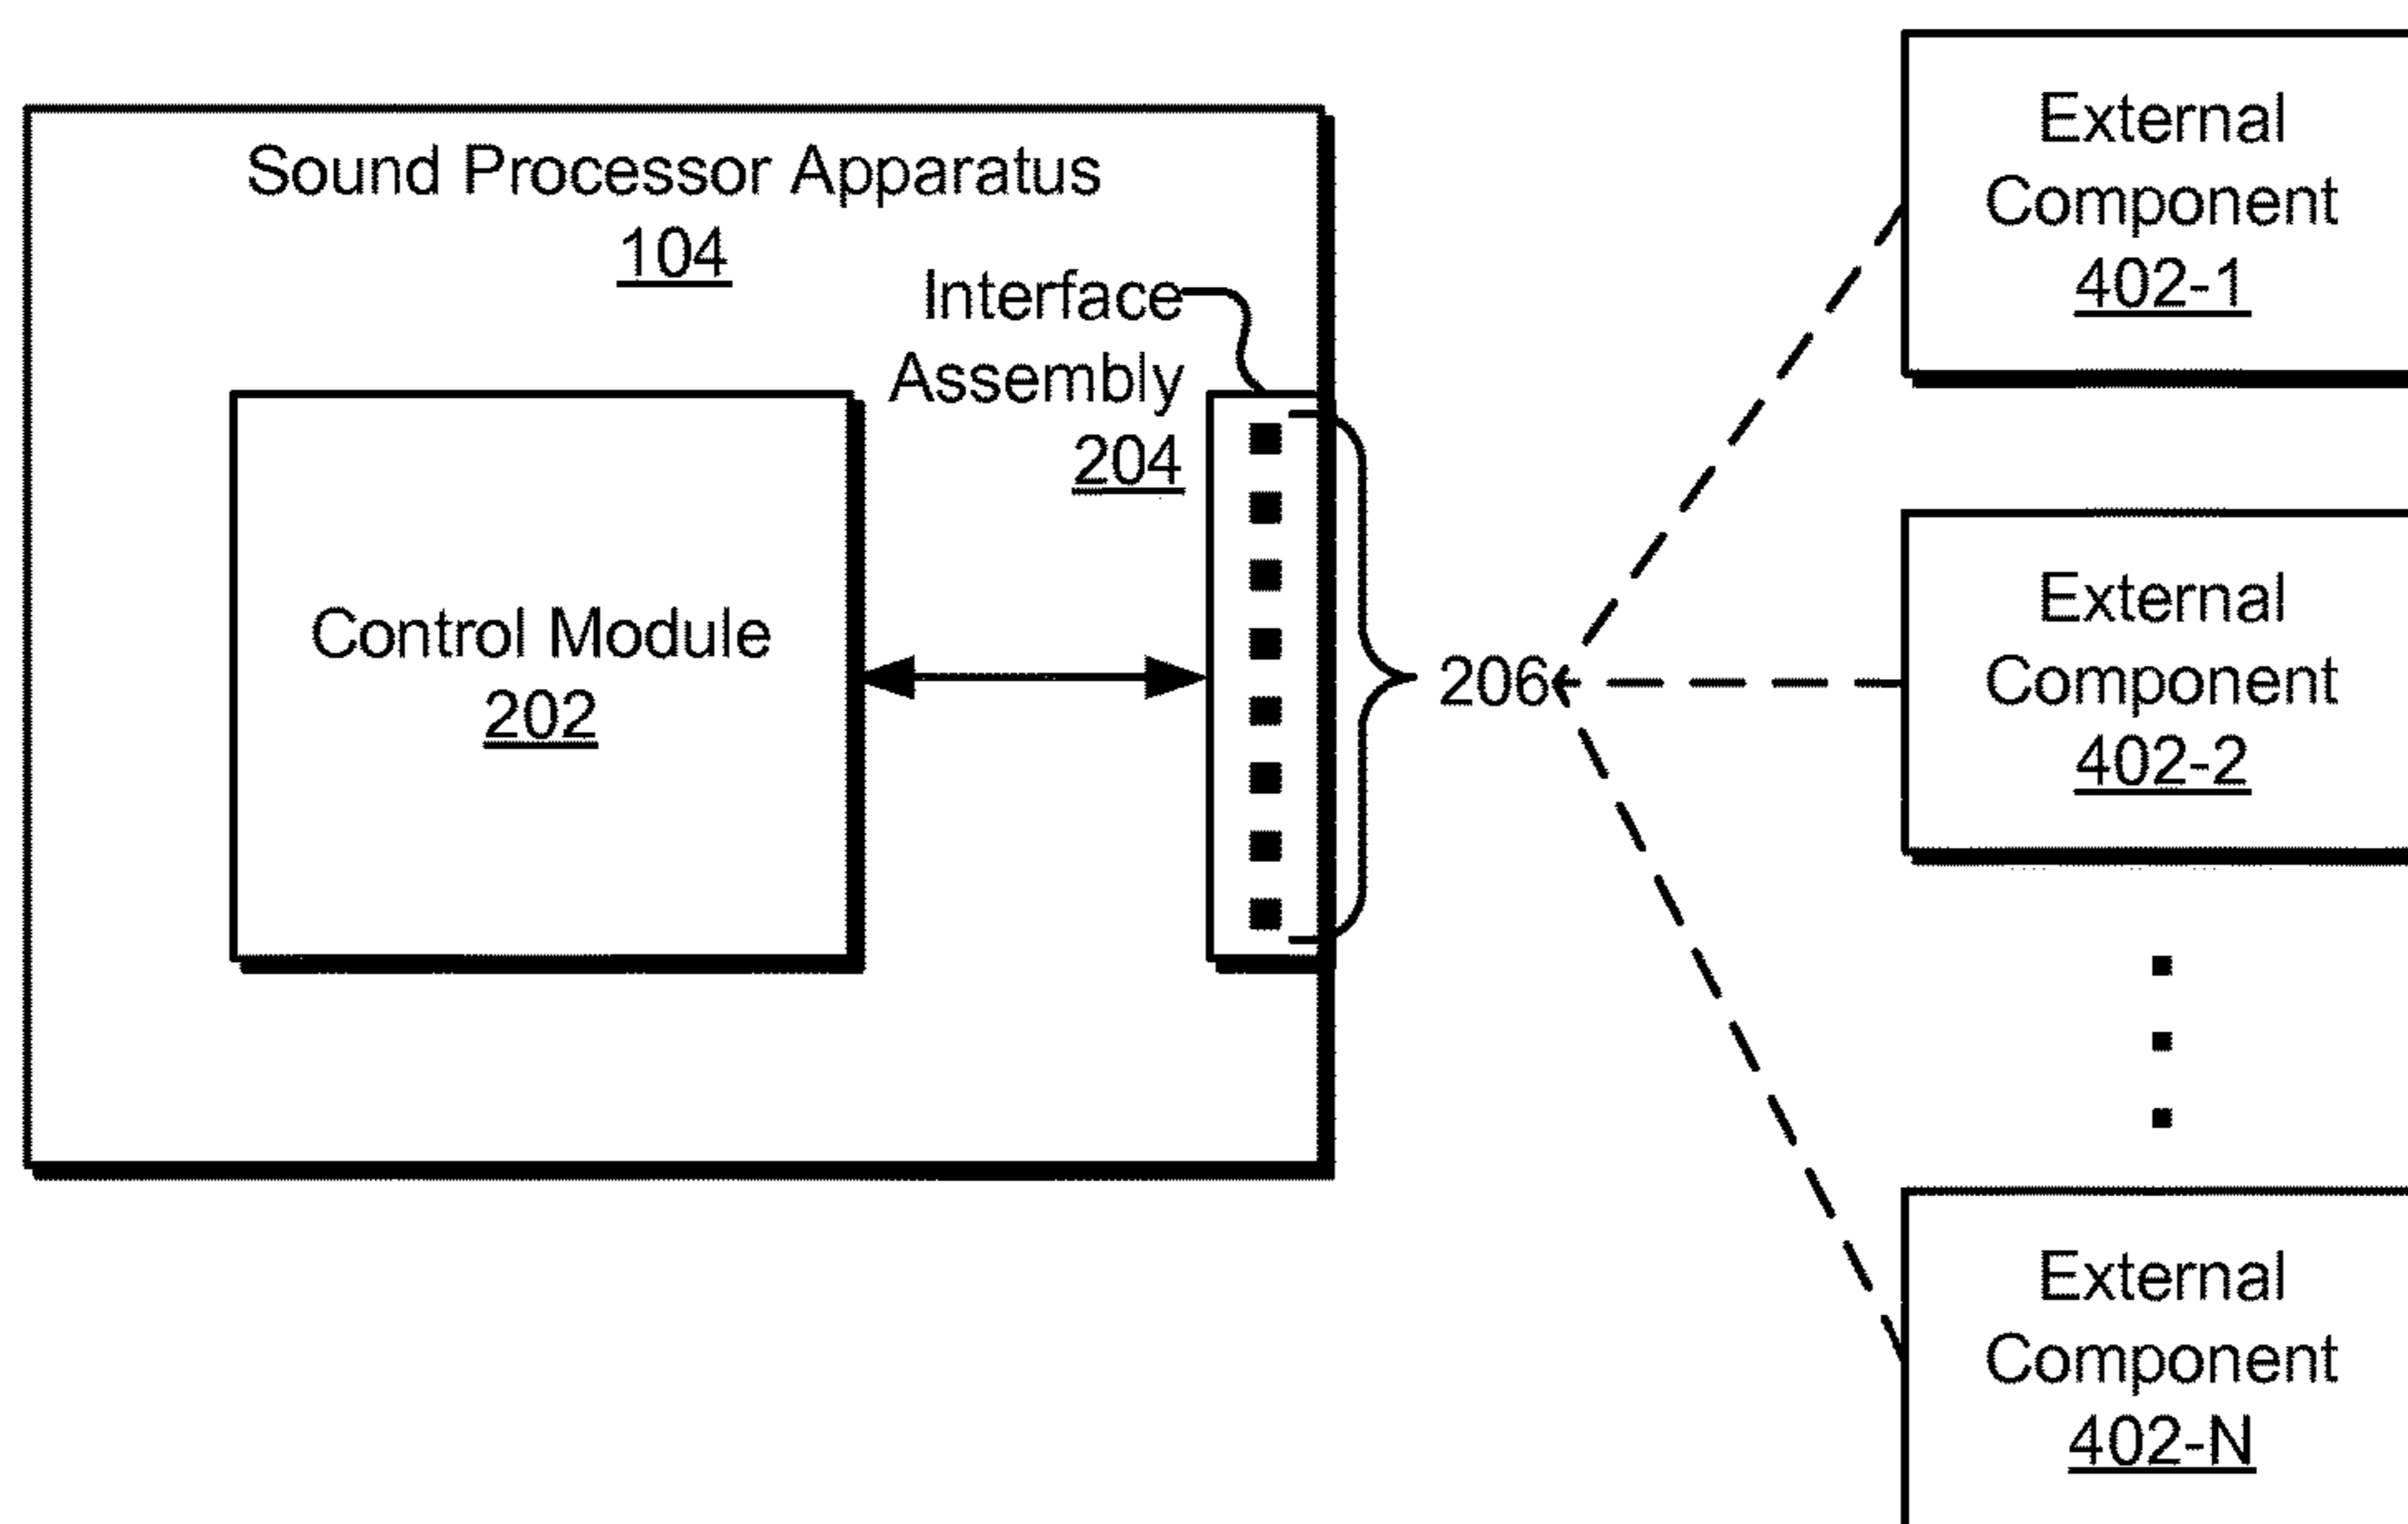 Sound Processor Apparatus
104
Interface
Assembly
204
Control Module
202
206
External
Component
402-1
External
Component
402-2
External
Component
402-N